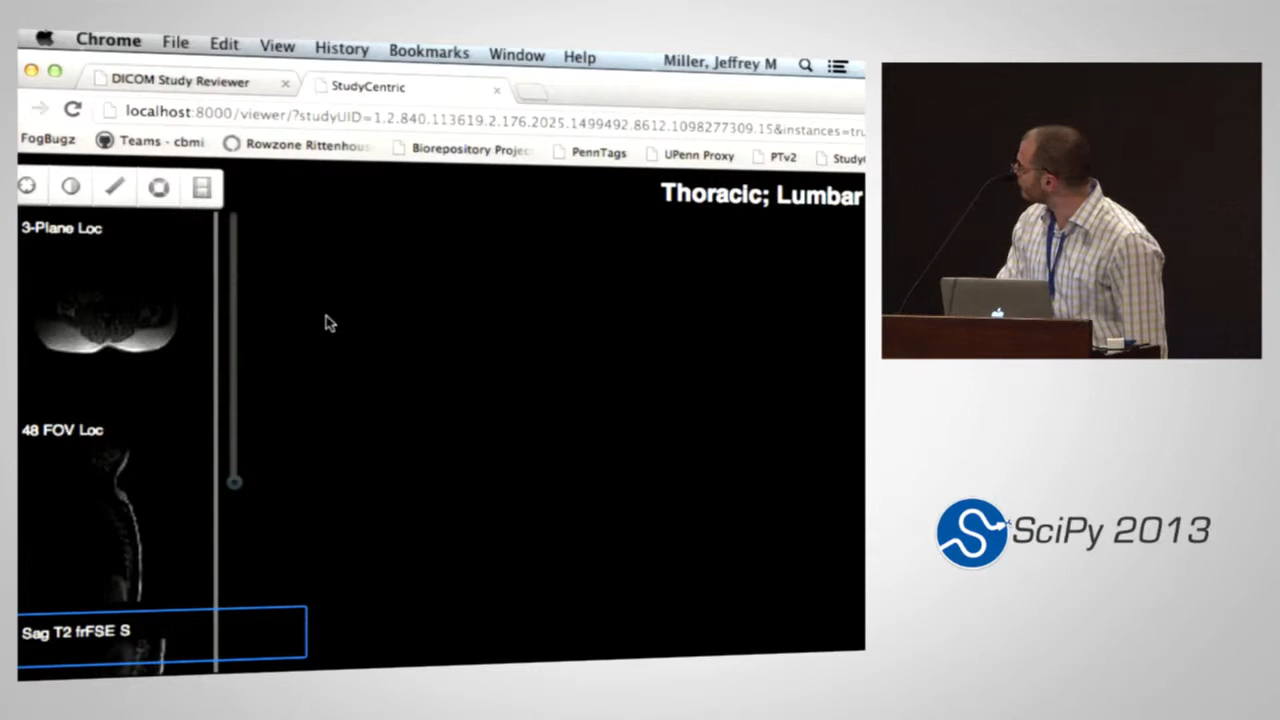 Chrome File Edit View History Bookmarks Window Help Miller, Jeffrey M
DICOM Study Reviewer StudyCentric
localhost:8000/viewer/?studyUID=1.2.840.113619.2.176.2025.1499492.8612.1098277309.15&instances=tru
FogBugz Teams - cbmi Rowzone Rittenhous Biorepository Projec PennTags UPenn Proxy PTv2 Study
Thoracic; Lumbar
3-Plane Loc
48 FOV Loc
Sag T2 frFSE S
SciPy 2013